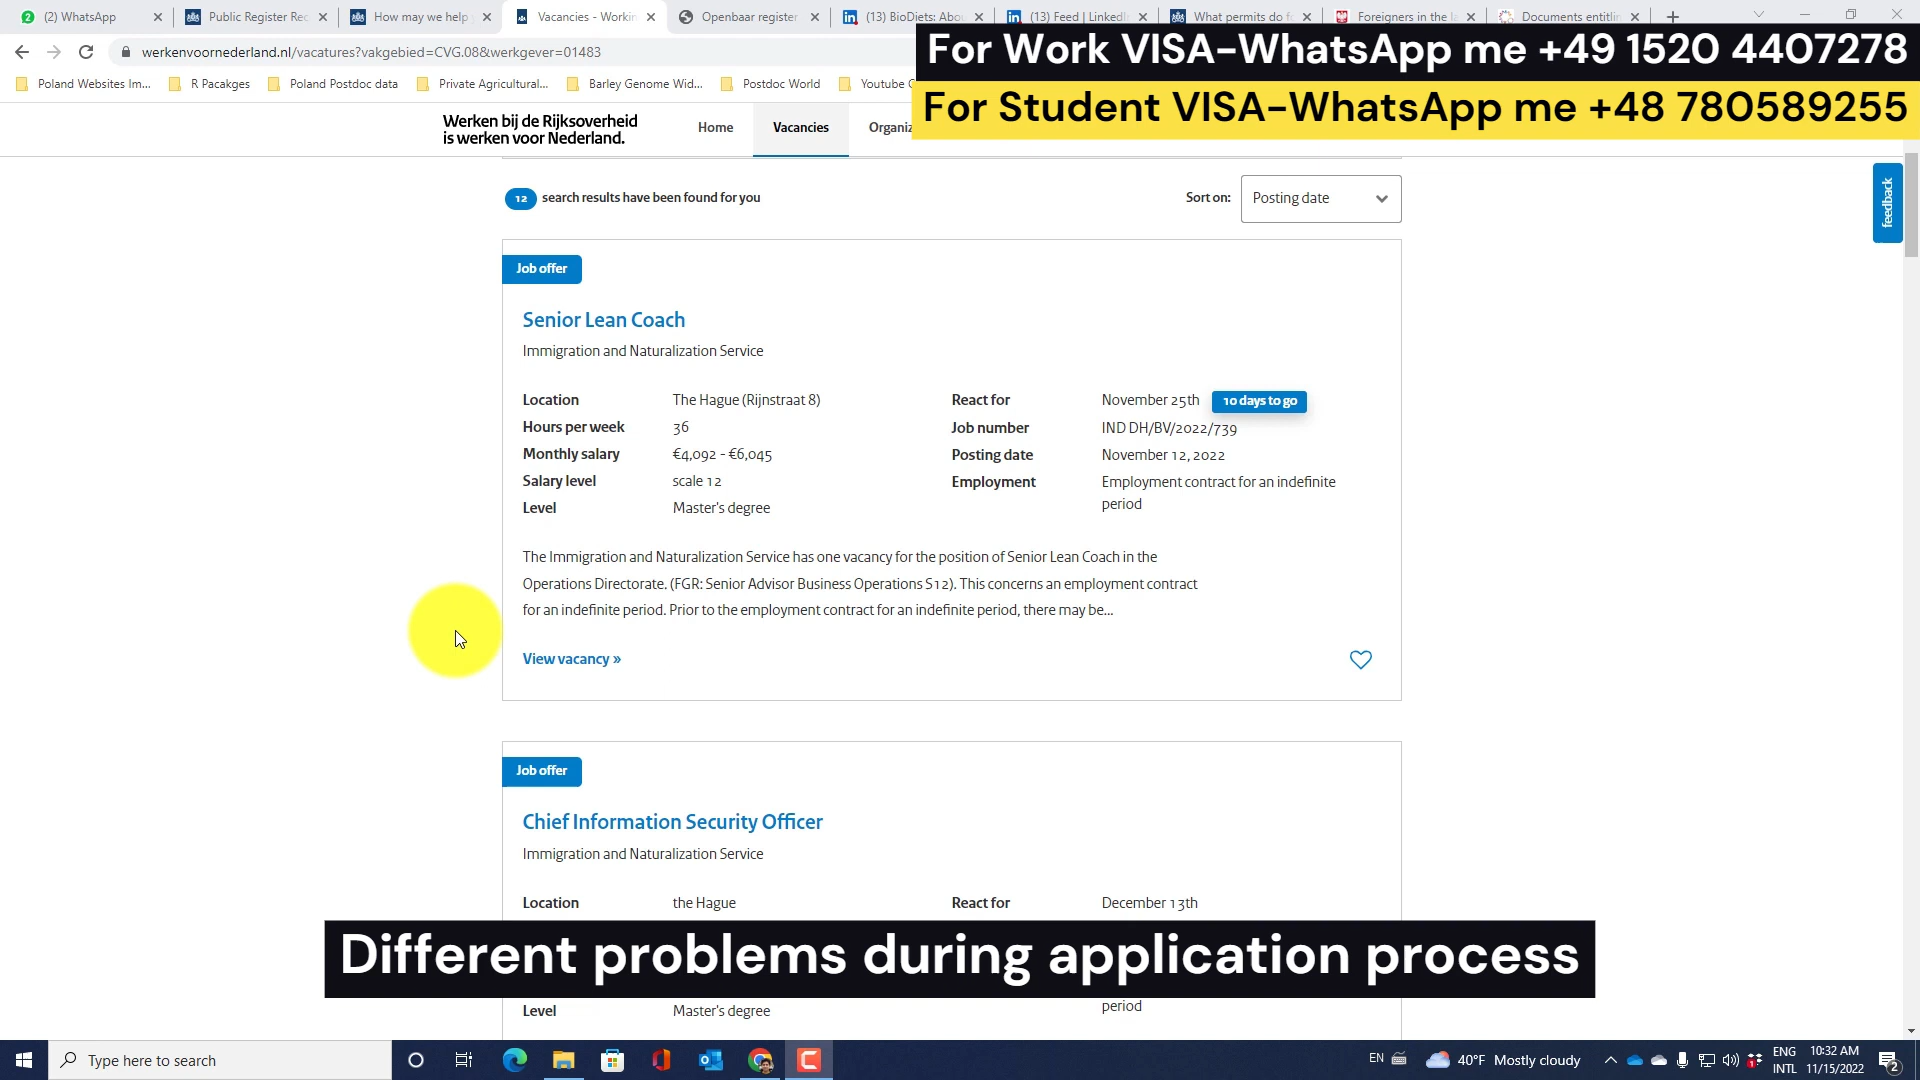 (2) WhatsApp
Public Register Rec
How may we help
Vacancies - Workin
Openbaar register
(13) BioDiets: Abou
(13) Feed | LinkedIn
What permits do fo
Foreigners in the la
Documents entitlin
werkenvoornederland.nl/vacatures?vakgebied=CVG.08&werkgever=01483
For Work VISA-WhatsApp me +49 1520 4407278
Poland Websites Im...
R Pacakges
Poland Postdoc data
Private Agricultural...
Barley Genome Wid...
Postdoc World
Youtube
For Student VISA-WhatsApp me +48 780589255
Werken bij de Rijksoverheid
is werken voor Nederland.
Home
Vacancies
Organiz
feedback
12 search results have been found for you
Sort on:
Posting date
Job offer
Senior Lean Coach
Immigration and Naturalization Service
Location The Hague (Rijnstraat 8)
Hours per week 36
Monthly salary €4,092 - €6,045
Salary level scale 12
Level Master's degree
React for November 25th 10 days to go
Job number IND DH/BV/2022/739
Posting date November 12, 2022
Employment Employment contract for an indefinite
period
The Immigration and Naturalization Service has one vacancy for the position of Senior Lean Coach in the
Operations Directorate. (FGR: Senior Advisor Business Operations S12). This concerns an employment contract
for an indefinite period. Prior to the employment contract for an indefinite period, there may be...
View vacancy »
Job offer
Chief Information Security Officer
Immigration and Naturalization Service
Location the Hague
React for December 13th
Different problems during application process
Level Master's degree
period
Type here to search
EN
40°F Mostly cloudy
ENG
INTL
10:32 AM
11/15/2022
2